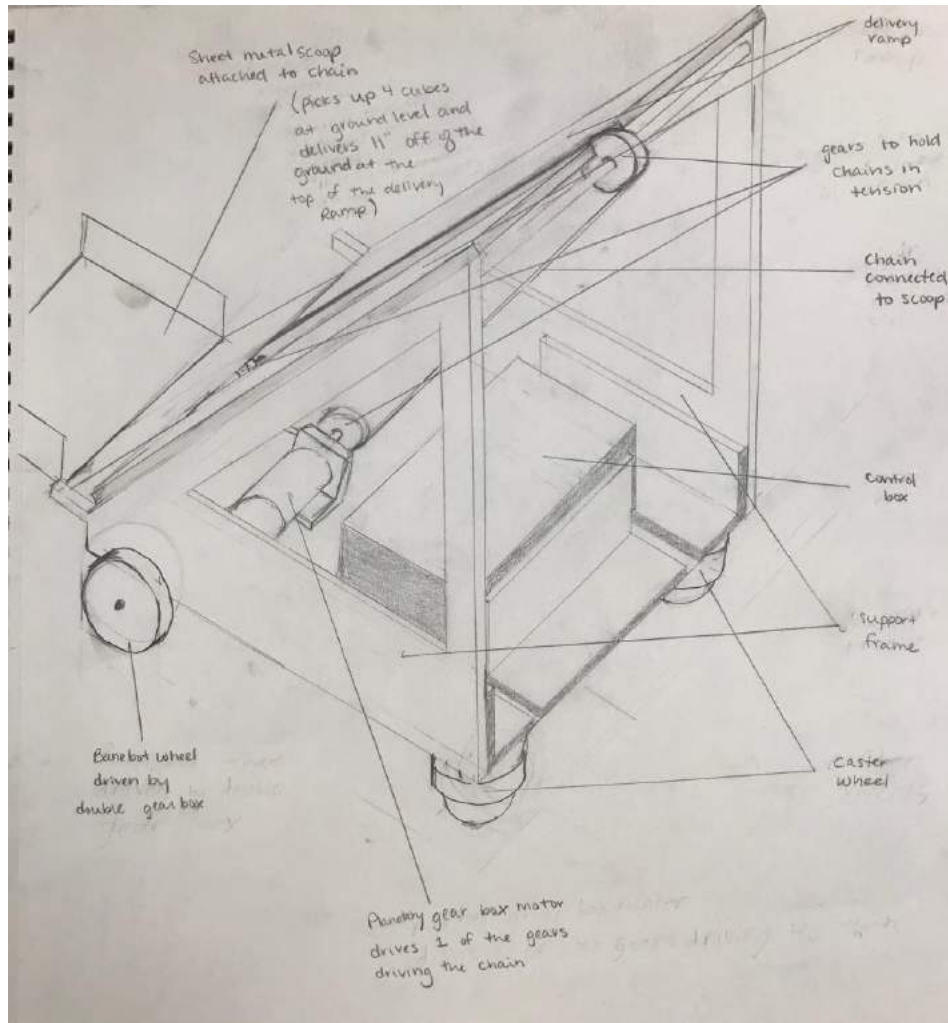 Sheet metal scoop
attached to chain
(picks up 4 cubes
at ground level and
delivers 11" off of the
ground at the
top of the delivery
Ramp)
delivery
ramp
gears to hold
chains in
tension
Chain
connected
to scoop
control
box
support
frame
Caster
wheel
Banebot wheel
driven by
double gear box
Planetary gear box motor
drives 1 of the gears
driving the chain